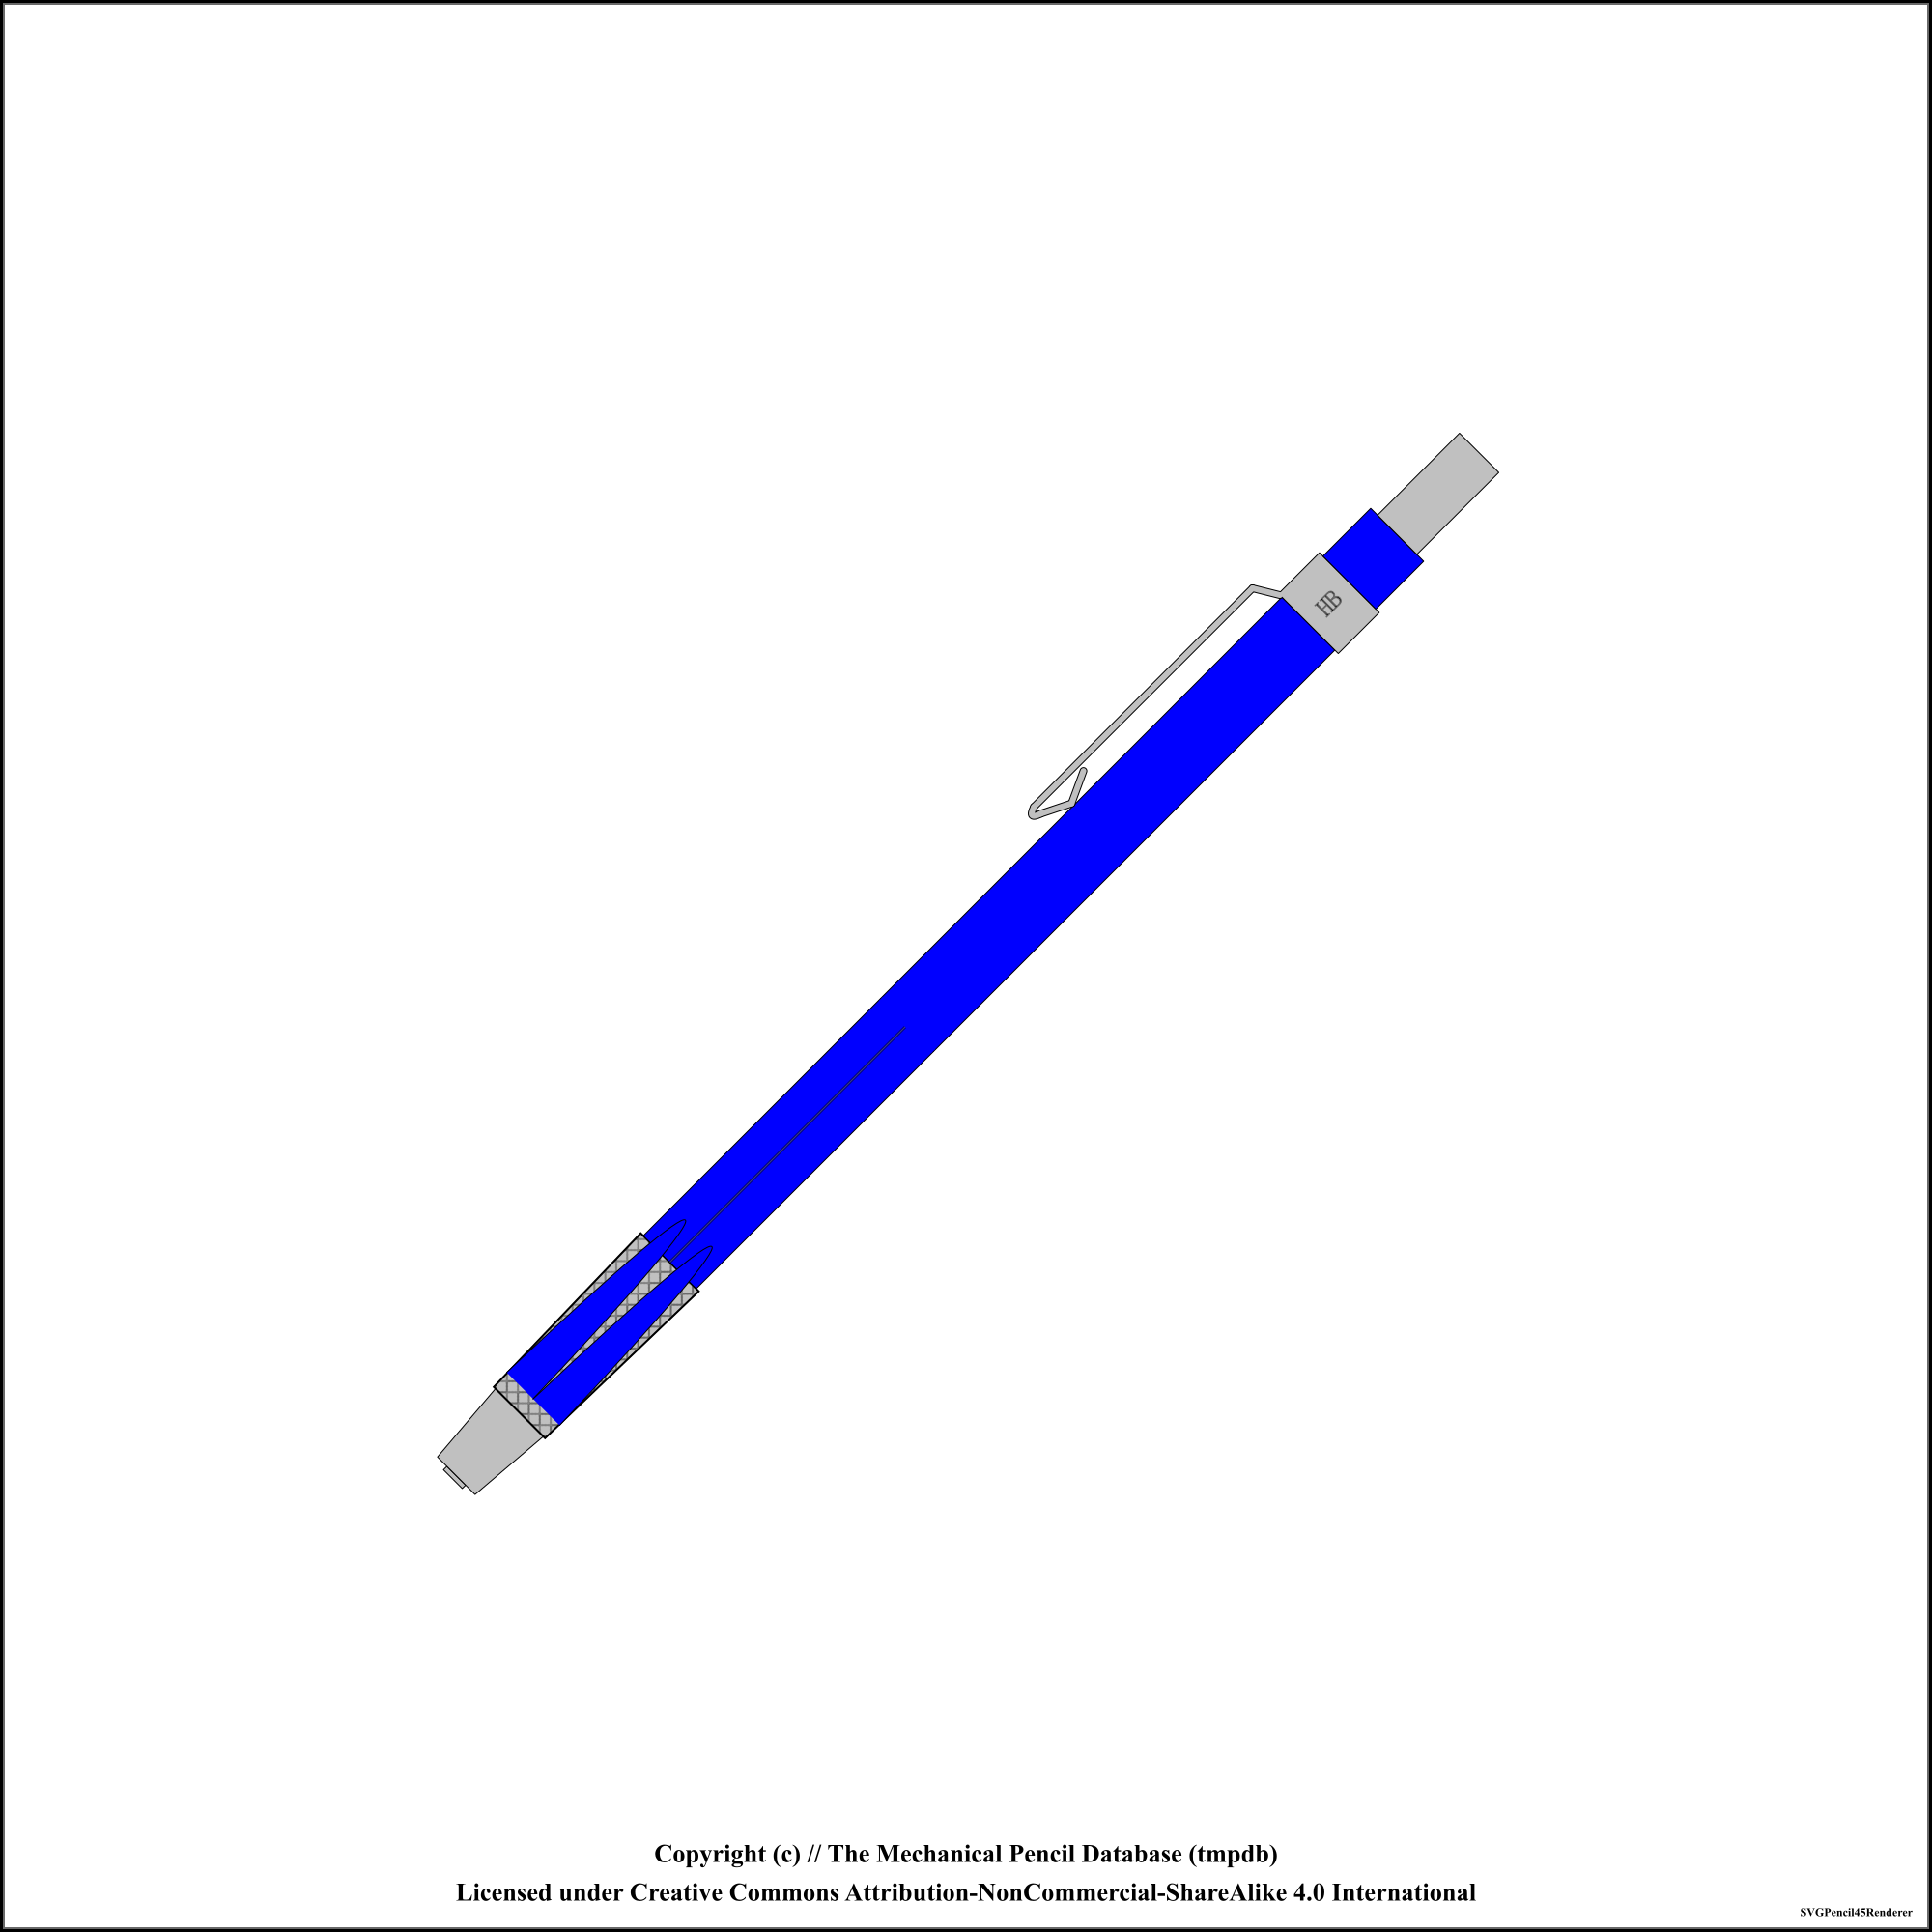 HB
Copyright (c) // The Mechanical Pencil Database (tmpdb)
Licensed under Creative Commons Attribution-NonCommercial-ShareAlike 4.0 International
SVGPencil45Renderer